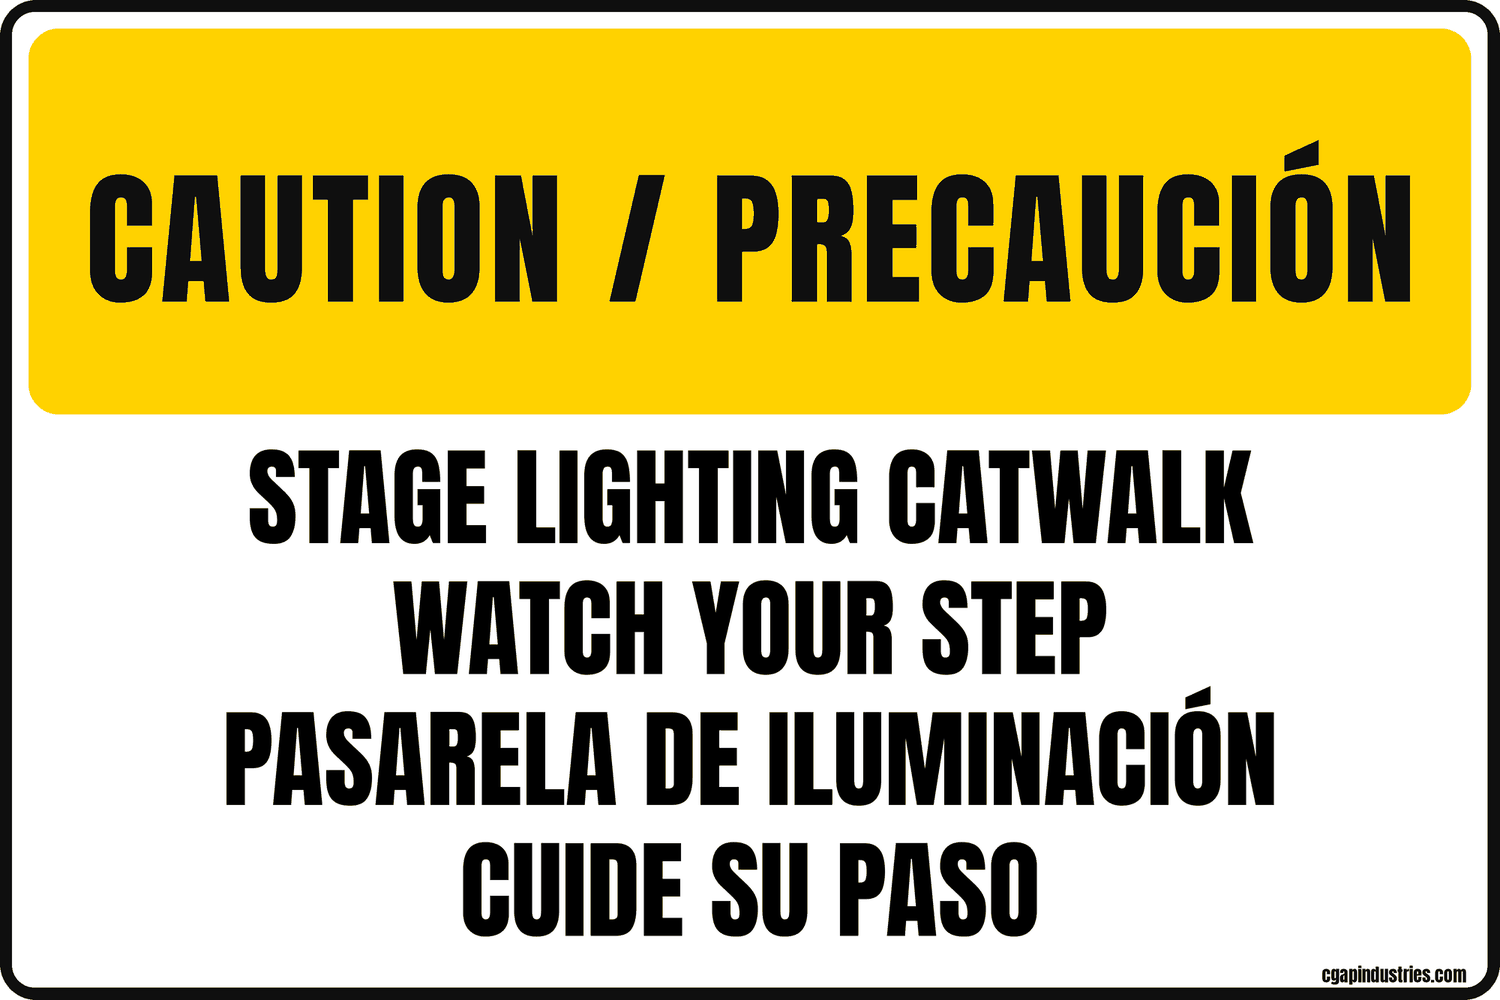 CAUTION / PRECAUCIÓN
STAGE LIGHTING CATWALK
WATCH YOUR STEP
PASARELA DE ILUMINACIÓN
CUIDE SU PASO
cgapindustries.com